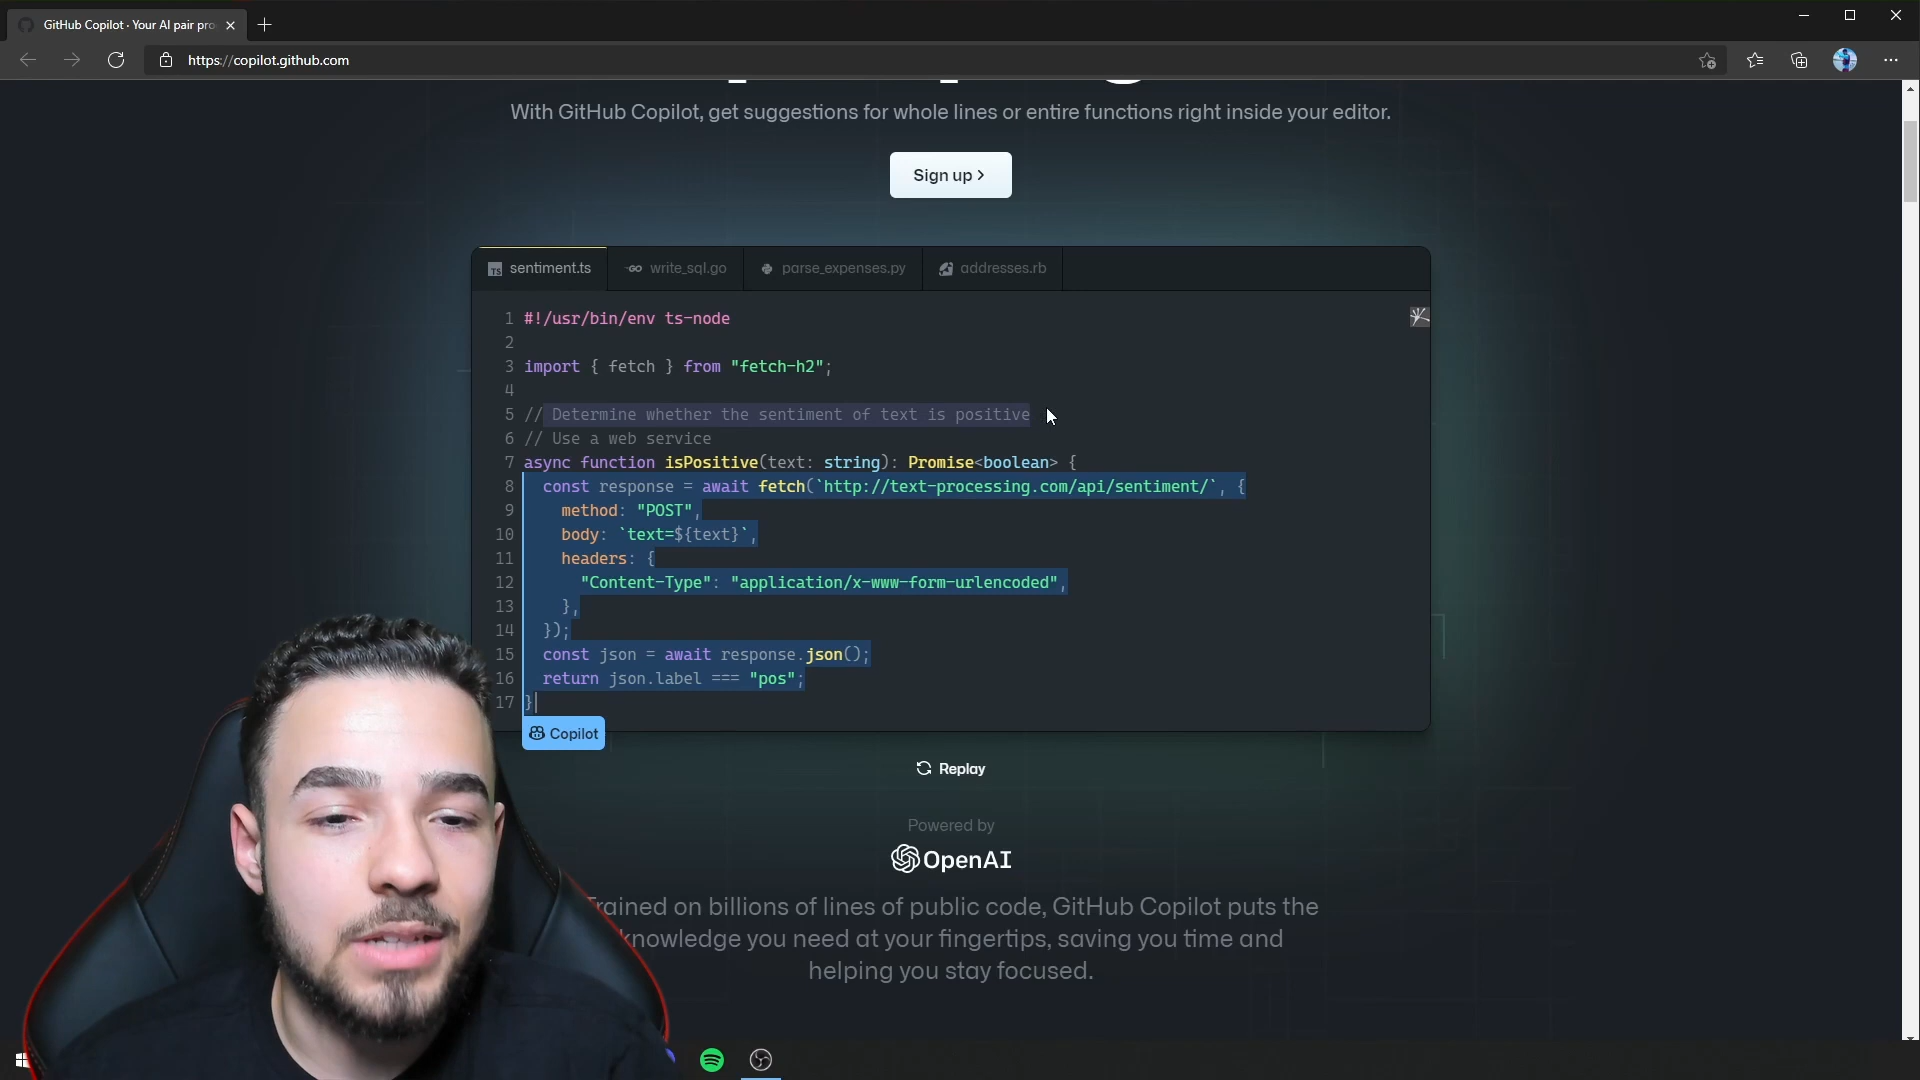 GitHub Copilot · Your AI pair pro
https://copilot.github.com
With GitHub Copilot, get suggestions for whole lines or entire functions right inside your editor.
Sign up >
TS sentiment.ts
GO write_sql.go
parse_expenses.py
addresses.rb
1 #!/usr/bin/env ts-node
2
3 import { fetch } from "fetch-h2";
4
5 // Determine whether the sentiment of text is positive
6 // Use a web service
7 async function isPositive(text: string): Promise<boolean> {
8 const response = await fetch(`http://text-processing.com/api/sentiment/`, {
9 method: "POST",
10 body: `text=${text}`,
11 headers: {
12 "Content-Type": "application/x-www-form-urlencoded",
13 },
14 });
15 const json = await response.json();
16 return json.label === "pos";
17 }
Copilot
Replay
Powered by
OpenAI
Trained on billions of lines of public code, GitHub Copilot puts the
knowledge you need at your fingertips, saving you time and
helping you stay focused.